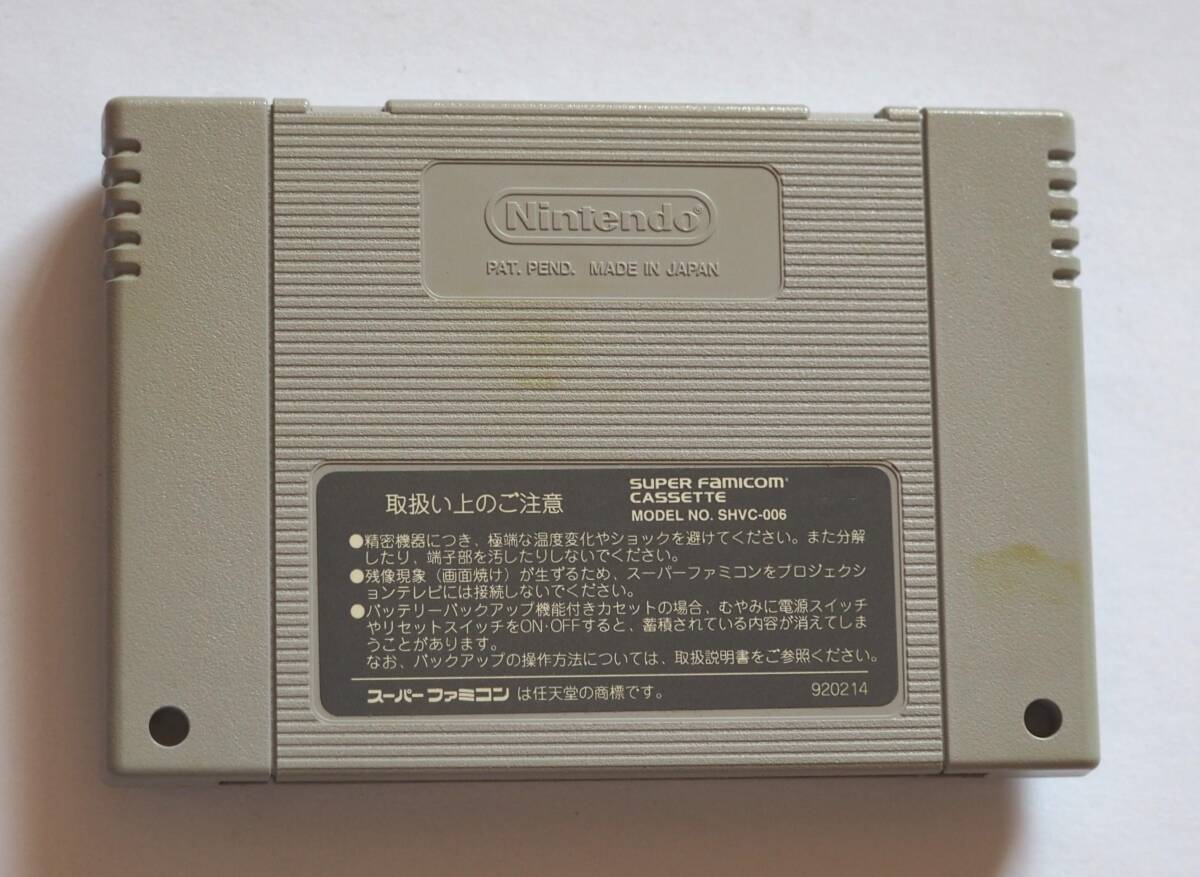 Nintendo®
PAT. PEND. MADE IN JAPAN
取扱い上のご注意
SUPER FAMICOM
CASSETTE
MODEL NO. SHVC-006
●精密機器につき、極端な温度変化やショックを避けてください。また分解
したり、端子部を汚したりしないでください。
●残像現象(画面焼け)が生ずるため、スーパーファミコンをプロジェクシ
ョンテレビには接続しないでください。
●バッテリーバックアップ機能付きカセットの場合、むやみに電源スイッチ
やリセットスイッチをON・OFFすると、蓄積されている内容が消えてしま
うことがあります。
なお、バックアップの操作方法については、取扱説明書をご参照ください。
スーパーファミコンは任天堂の商標です。
920214